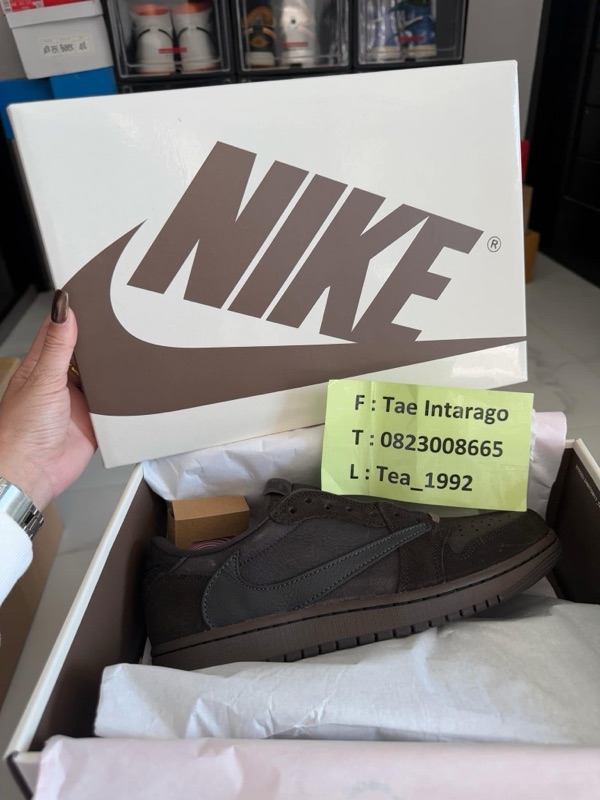 NIKE
®
F : Tae Intarago
T : 0823008665
L : Tea_1992